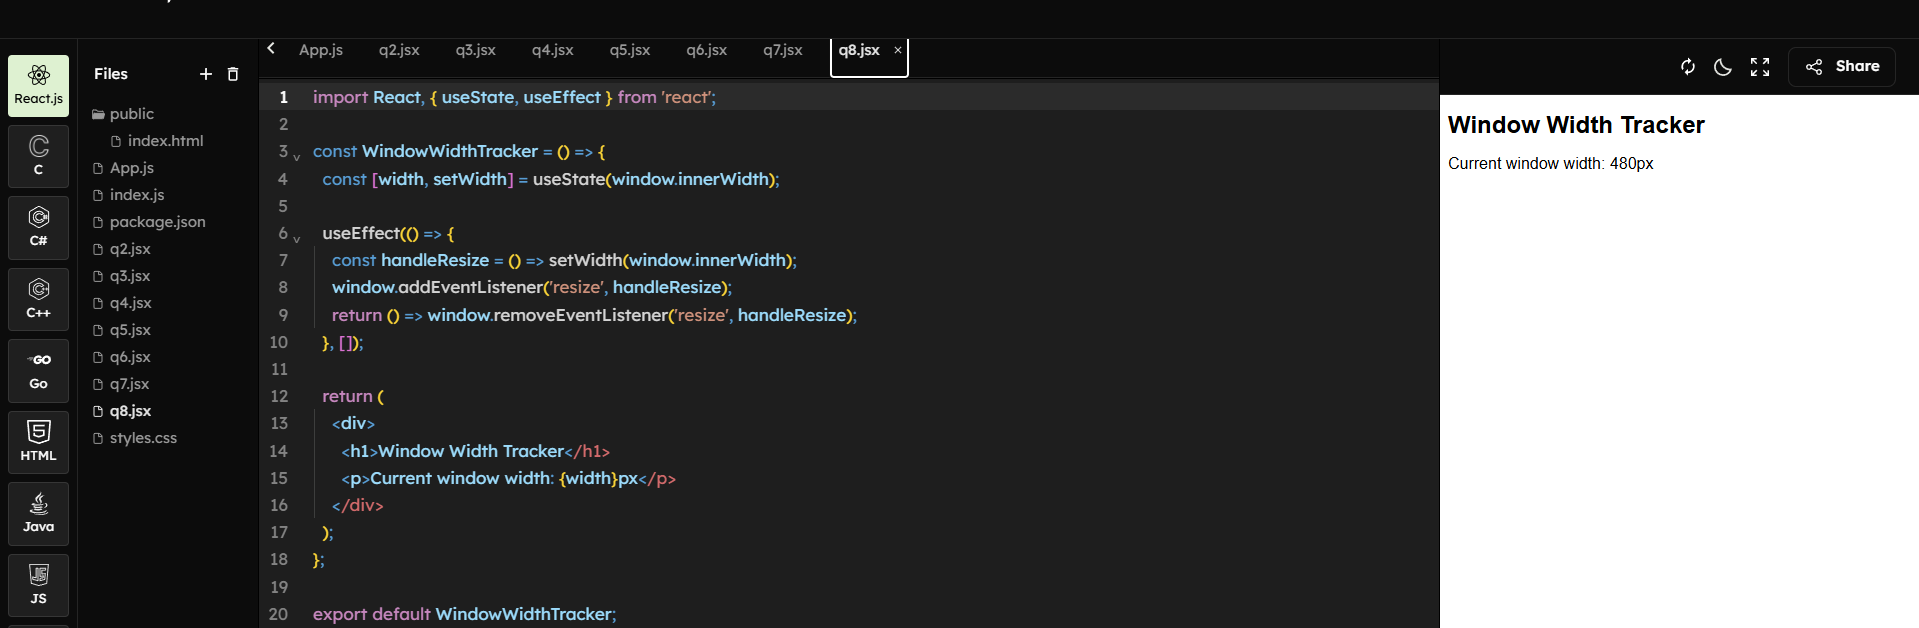 React.js
C
C#
C++
GO
Go
HTML
Java
JS
Files
public
index.html
App.js
index.js
package.json
q2.jsx
q3.jsx
q4.jsx
q5.jsx
q6.jsx
q7.jsx
q8.jsx
styles.css
App.js q2.jsx q3.jsx q4.jsx q5.jsx q6.jsx q7.jsx q8.jsx ×
1 import React, { useState, useEffect } from 'react';
2
3 const WindowWidthTracker = () => {
4 const [width, setWidth] = useState(window.innerWidth);
5
6 useEffect(() => {
7 const handleResize = () => setWidth(window.innerWidth);
8 window.addEventListener('resize', handleResize);
9 return () => window.removeEventListener('resize', handleResize);
10 }, []);
11
12 return (
13 <div>
14 <h1>Window Width Tracker</h1>
15 <p>Current window width: {width}px</p>
16 </div>
17 );
18 };
19
20 export default WindowWidthTracker;
Share
Window Width Tracker
Current window width: 480px